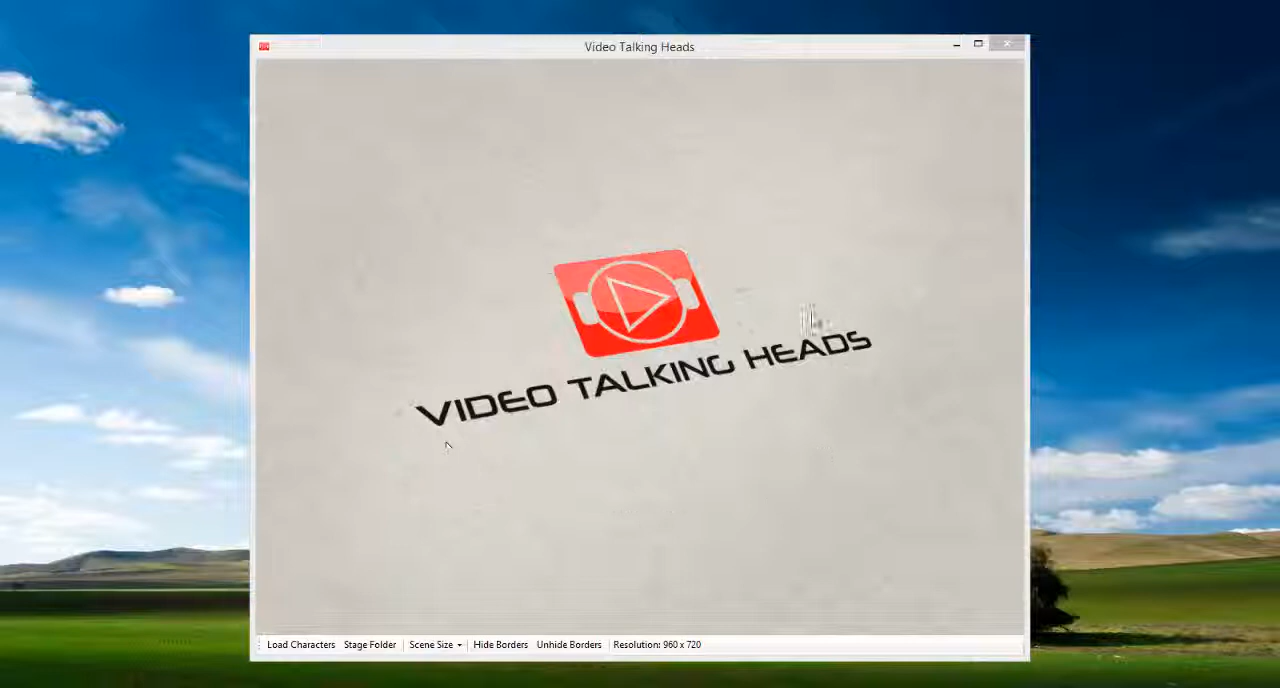 Video Talking Heads
VIDEO TALKING HEADS
Load Characters Stage Folder Scene Size Hide Borders Unhide Borders Resolution: 960 x 720